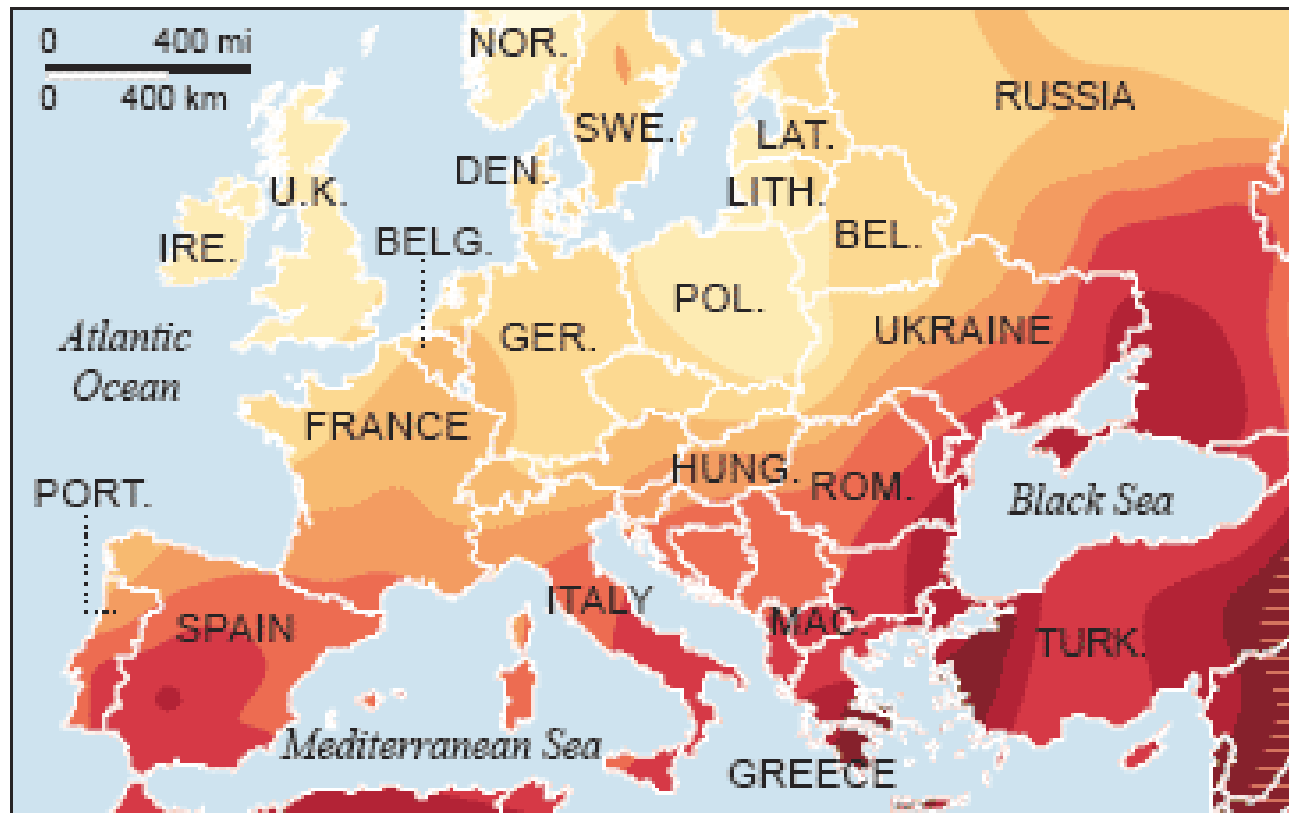 0 400 mi
0 400 km
NOR.
RUSSIA
SWE.
LAT.
DEN.
U.K.
LITH.
IRE.
BELG.
BEL.
POL.
Atlantic
Ocean
GER.
UKRAINE
FRANCE
HUNG.
ROM.
PORT.
Black Sea
ITALY
SPAIN
MAC.
TURK.
Mediterranean Sea
GREECE